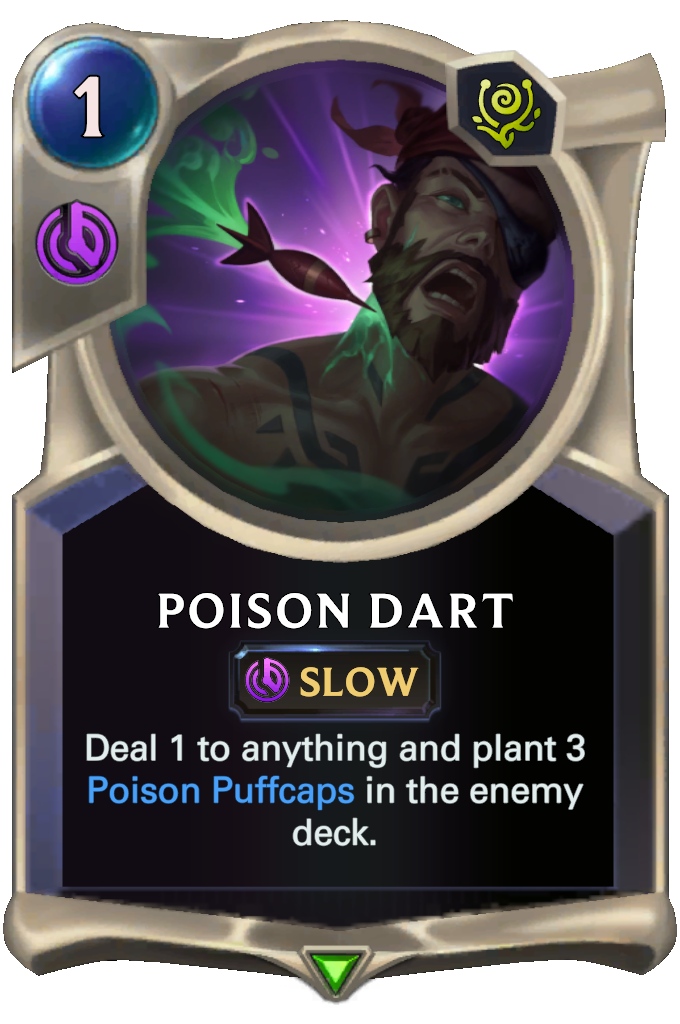 1
POISON DART
SLOW
Deal 1 to anything and plant 3
Poison Puffcaps in the enemy
deck.